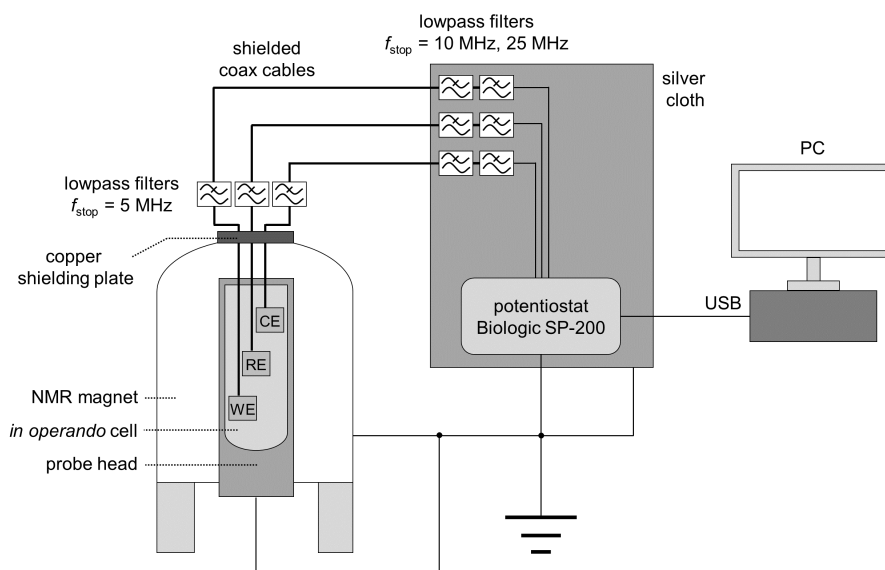 lowpass filters
fstop = 10 MHz, 25 MHz
shielded
coax cables
silver
cloth
PC
lowpass filters
fstop = 5 MHz
copper
shielding plate
potentiostat
Biologic SP-200
USB
CE
RE
WE
NMR magnet
in operando cell
probe head